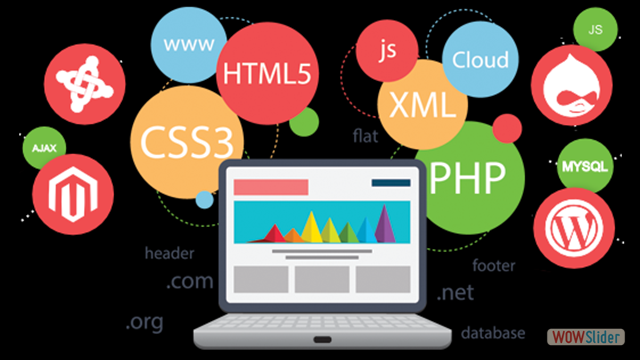 JS
www
js
Cloud
HTML5
XML
CSS3
flat
AJAX
MYSQL
PHP
header
footer
.com
.net
.org
database
WOWSlider